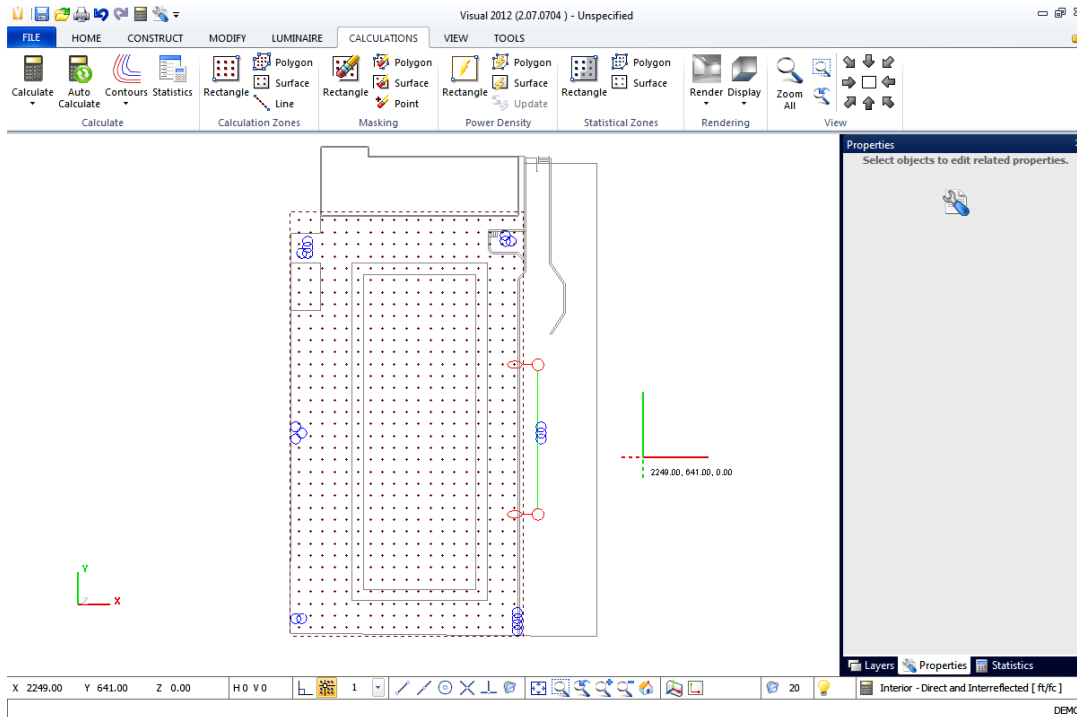 Visual 2012 (2.07.0704 ) - Unspecified
FILE HOME CONSTRUCT MODIFY LUMINAIRE CALCULATIONS VIEW TOOLS
Calculate
Auto Calculate
Contours
Statistics
Calculate
Rectangle
Polygon
Surface
Line
Calculation Zones
Rectangle
Polygon
Surface
Point
Masking
Rectangle
Polygon
Surface
Update
Power Density
Rectangle
Polygon
Surface
Statistical Zones
Render
Display
Rendering
Zoom All
View
Properties
Select objects to edit related properties.
2249.00, 641.00, 0.00
Y
Z X
Layers Properties Statistics
X 2249.00 Y 641.00 Z 0.00 H 0 V 0 1 20 Interior - Direct and Interreflected [ ft/fc ]
DEMO